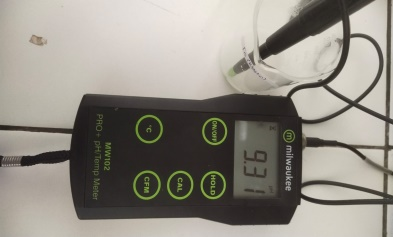 milwaukee
9.31
ON/OFF
HOLD
CAL
°C
CFM
MW102
PRO+ pH/Temp Meter